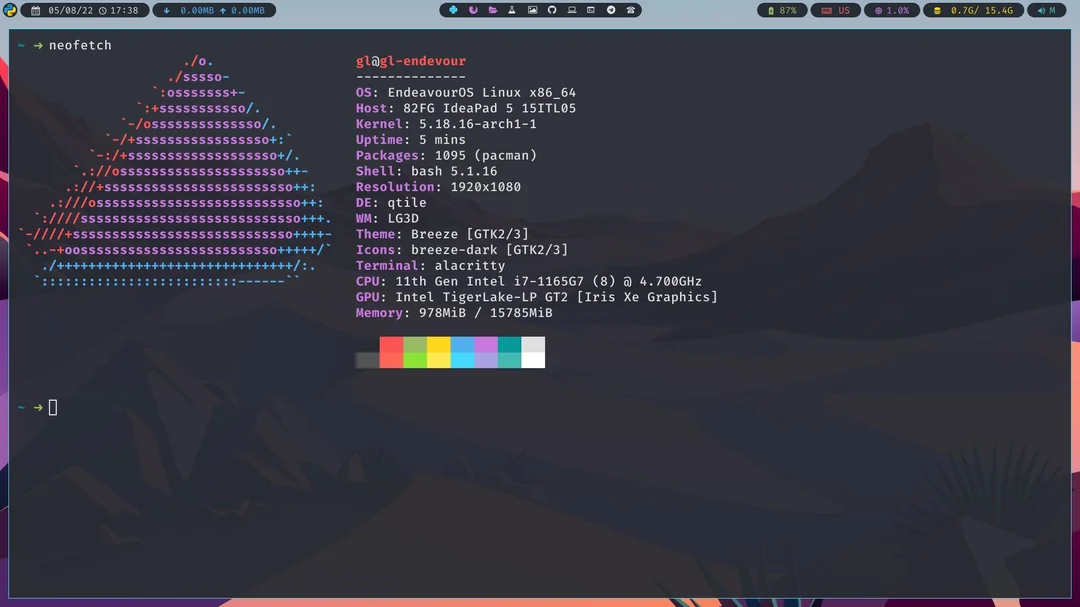 05/08/22 17:38 0.00MB 0.00MB 87% US 1.0% 0.7G/ 15.4G M
~ → neofetch
./o.
./sssso-
`:osssssss+-
`:+sssssssssso/.
`-/ossssssssssssso/.
`-/+sssssssssssssssso+:`
`-:/+sssssssssssssssssso+/.
`.://osssssssssssssssssssso++-
.://+ssssssssssssssssssssssso++:
.:///ossssssssssssssssssssssssso++:
`:////ssssssssssssssssssssssssssso+++.
`-////+ssssssssssssssssssssssssssso++++-
`..-+oosssssssssssssssssssssssso+++++/`
./++++++++++++++++++++++++++++++/:.
`:::::::::::::::::::::::::------``
gl@gl-endevour
--------------
OS: EndeavourOS Linux x86_64
Host: 82FG IdeaPad 5 15ITL05
Kernel: 5.18.16-arch1-1
Uptime: 5 mins
Packages: 1095 (pacman)
Shell: bash 5.1.16
Resolution: 1920x1080
DE: qtile
WM: LG3D
Theme: Breeze [GTK2/3]
Icons: breeze-dark [GTK2/3]
Terminal: alacritty
CPU: 11th Gen Intel i7-1165G7 (8) @ 4.700GHz
GPU: Intel TigerLake-LP GT2 [Iris Xe Graphics]
Memory: 978MiB / 15785MiB
~ →